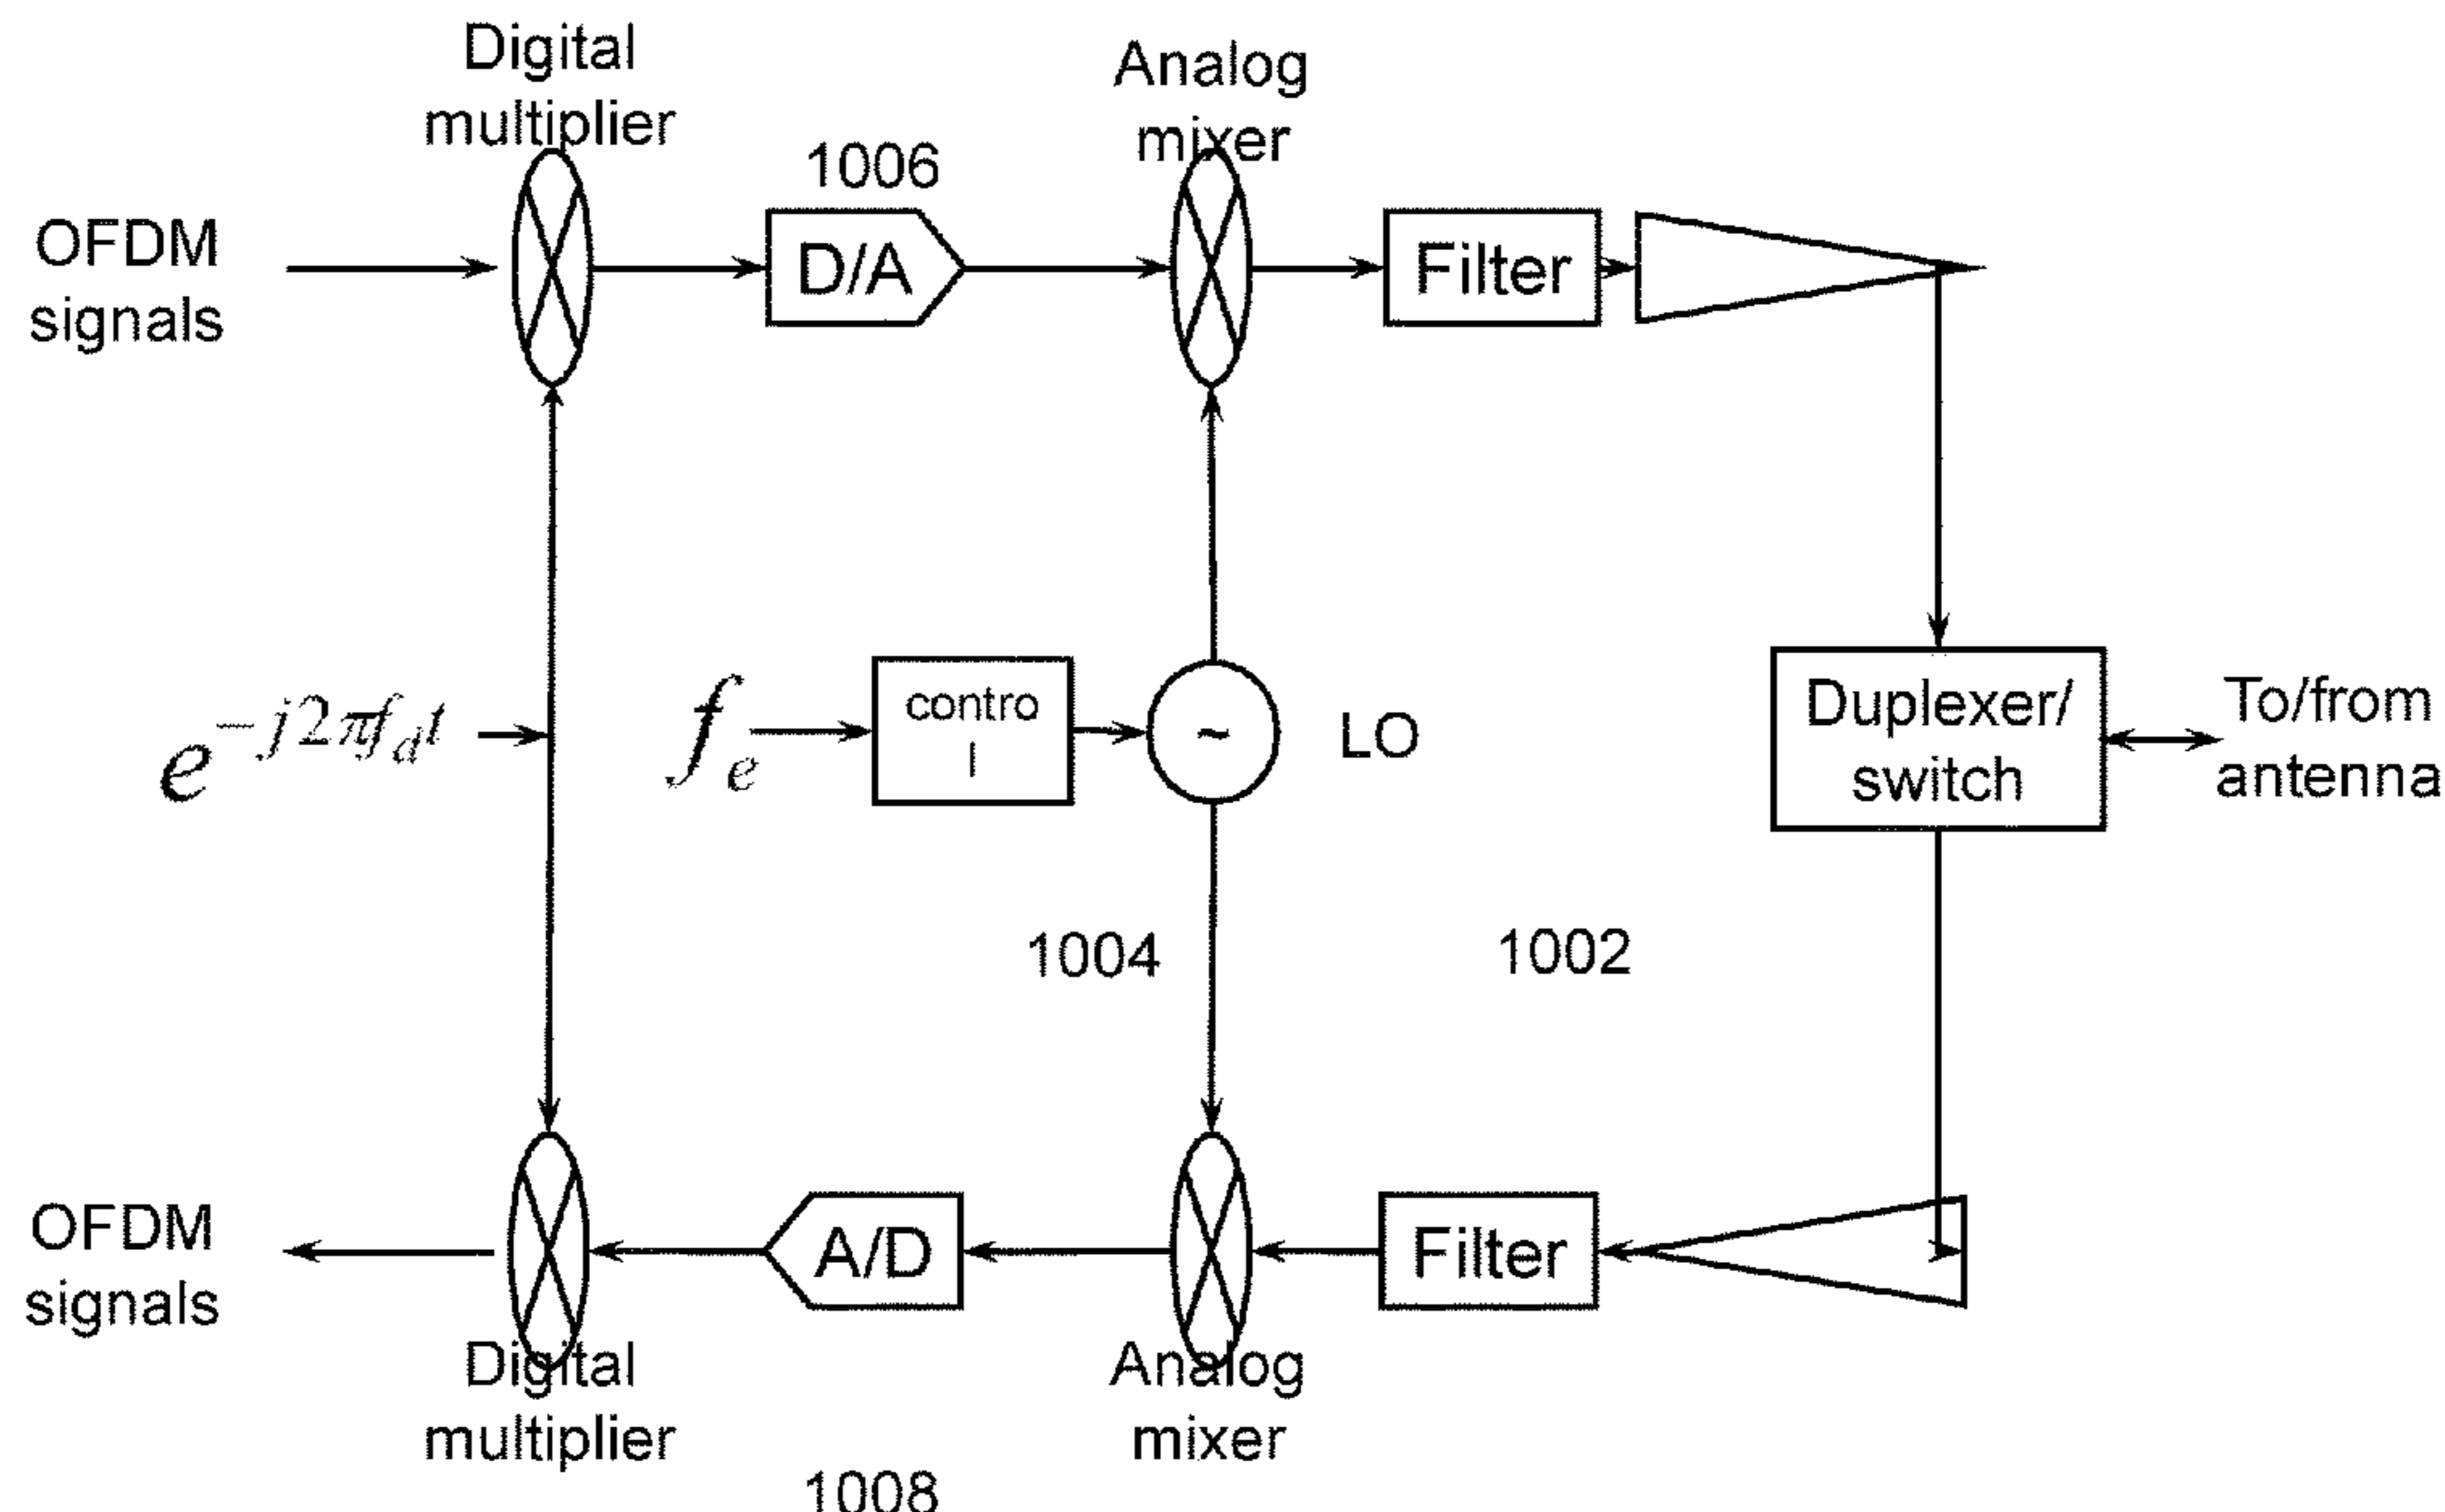 Digital
multiplier
Analog
mixer
1006
OFDM
signals
D/A
Filter
e^{-j2πf_d t}
f_e
contro
l
~
LO
Duplexer/
switch
To/from
antenna
1004
1002
OFDM
signals
A/D
Filter
Digital
multiplier
Analog
mixer
1008